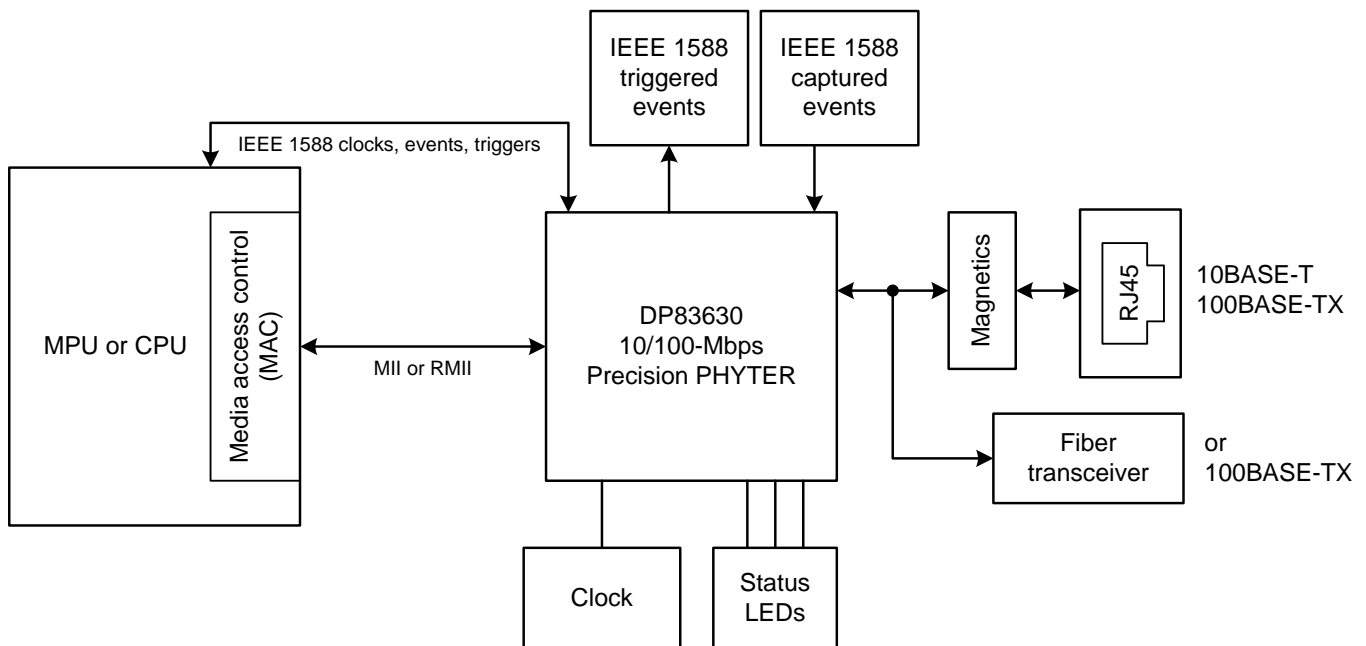 IEEE 1588
triggered
events
IEEE 1588
captured
events
IEEE 1588 clocks, events, triggers
MPU or CPU
Media access control
(MAC)
MII or RMII
DP83630
10/100-Mbps
Precision PHYTER
Magnetics
RJ45
10BASE-T
100BASE-TX
Fiber
transceiver
or
100BASE-TX
Clock
Status
LEDs